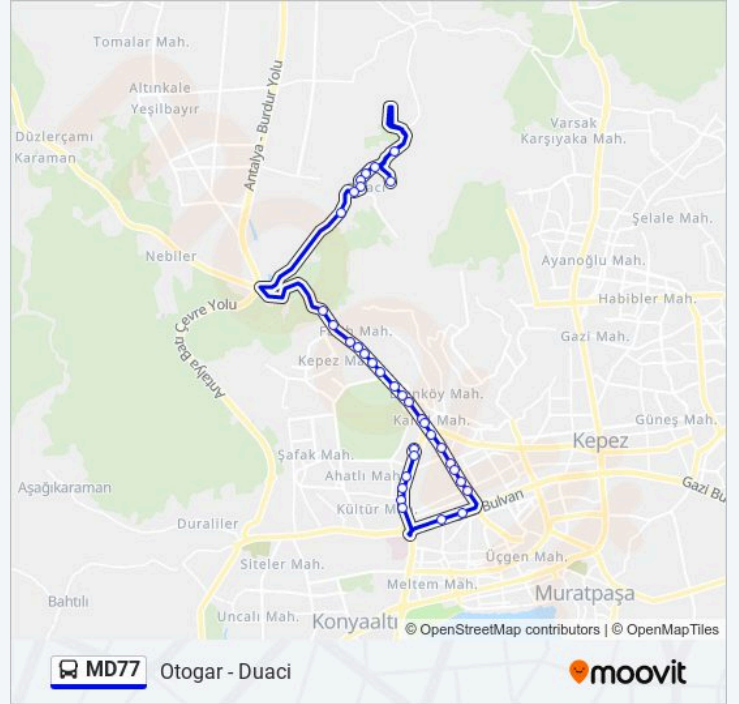 Tomalar Mah.
Altınkale
Yeşilbayır
Antalya - Burdur Yolu
Düzlerçamı
Karaman
Varsak
Karşıyaka Mah.
Şelale Mah.
Nebiler
Ayanoğlu Mah.
Habibler Mah.
Antalya Batı Çevre Yolu
Gazi Mah.
Kepez Mah.
Güneş Mah.
Kepez
Şafak Mah.
Ahatlı Mah.
Aşağıkaraman
Gazi Bu
Bulvarı
Duraliler
Üçgen Mah.
Siteler Mah.
Meltem Mah.
Muratpaşa
Bahtılı
Uncalı Mah.
Konyaaltı
© OpenStreetMap contributors | © OpenMapTiles
MD77 Otogar - Duaci
moovit